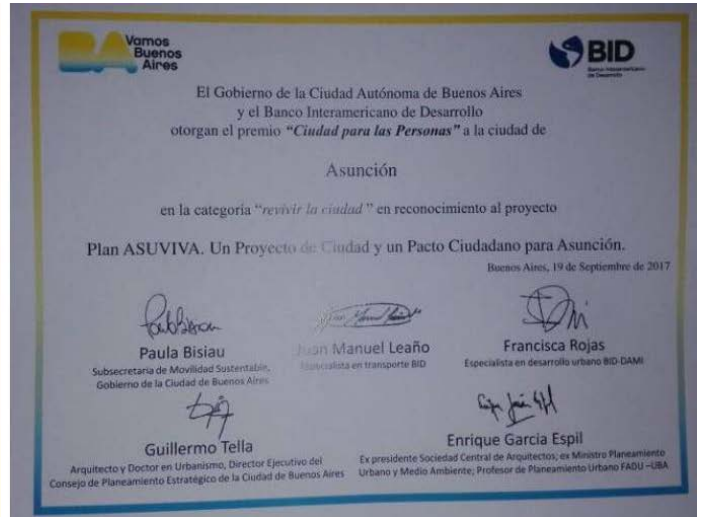 Vamos
Buenos
Aires
BA
BID
Banco Interamericano
de Desarrollo
El Gobierno de la Ciudad Autónoma de Buenos Aires
y el Banco Interamericano de Desarrollo
otorgan el premio "Ciudad para las Personas" a la ciudad de
Asunción
en la categoría "revivir la ciudad" en reconocimiento al proyecto
Plan ASUVIVA. Un Proyecto de Ciudad y un Pacto Ciudadano para Asunción.
Buenos Aires, 19 de Septiembre de 2017
Paula Bisiau
Subsecretaria de Movilidad Sustentable,
Gobierno de la Ciudad de Buenos Aires
Juan Manuel Leaño
Especialista en transporte BID
Francisca Rojas
Especialista en desarrollo urbano BID-DAMI
Guillermo Tella
Arquitecto y Doctor en Urbanismo, Director Ejecutivo del
Consejo de Planeamiento Estratégico de la Ciudad de Buenos Aires
Enrique García Espil
Ex presidente Sociedad Central de Arquitectos; ex Ministro Planeamiento
Urbano y Medio Ambiente; Profesor de Planeamiento Urbano FADU –UBA